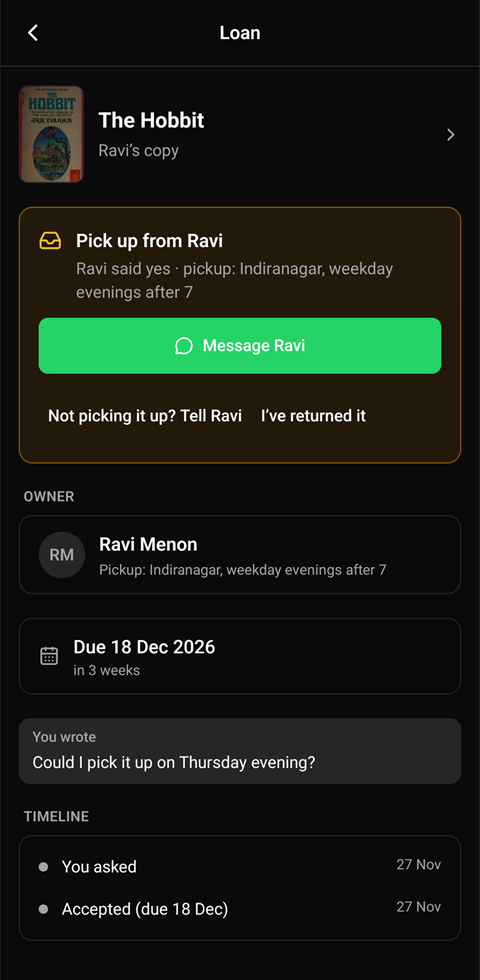 Loan
THE
HOBBIT
J.R.R. TOLKIEN
The Hobbit
Ravi’s copy
Pick up from Ravi
Ravi said yes · pickup: Indiranagar, weekday
evenings after 7
Message Ravi
Not picking it up? Tell Ravi I’ve returned it
OWNER
RM
Ravi Menon
Pickup: Indiranagar, weekday evenings after 7
Due 18 Dec 2026
in 3 weeks
You wrote
Could I pick it up on Thursday evening?
TIMELINE
You asked 27 Nov
Accepted (due 18 Dec) 27 Nov